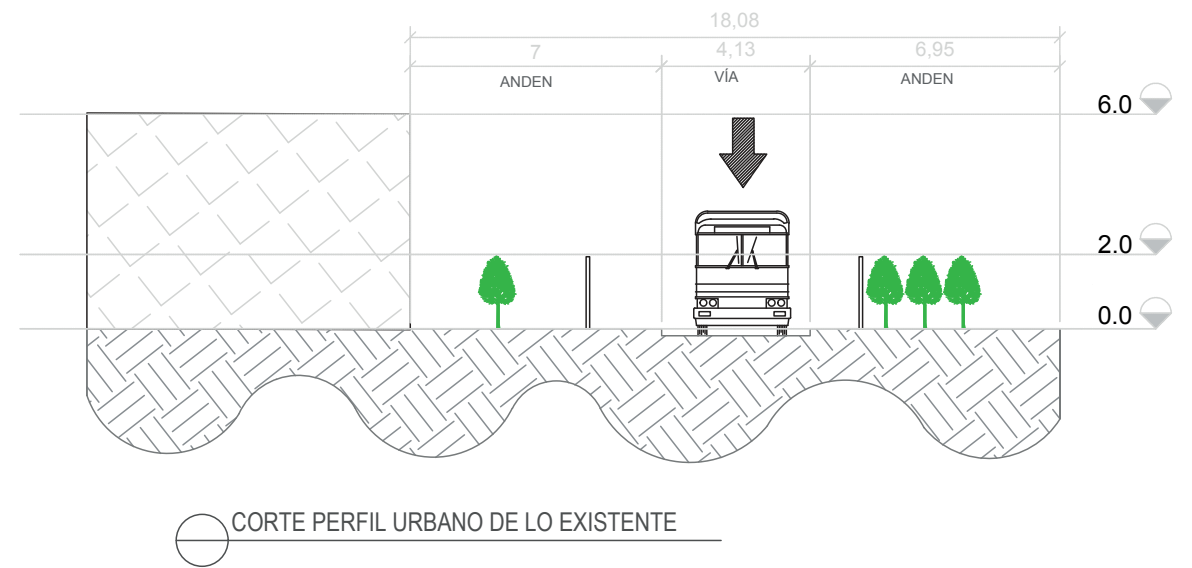 18,08
7 4,13 6,95
ANDEN VÍA ANDEN
6.0
2.0
0.0
CORTE PERFIL URBANO DE LO EXISTENTE